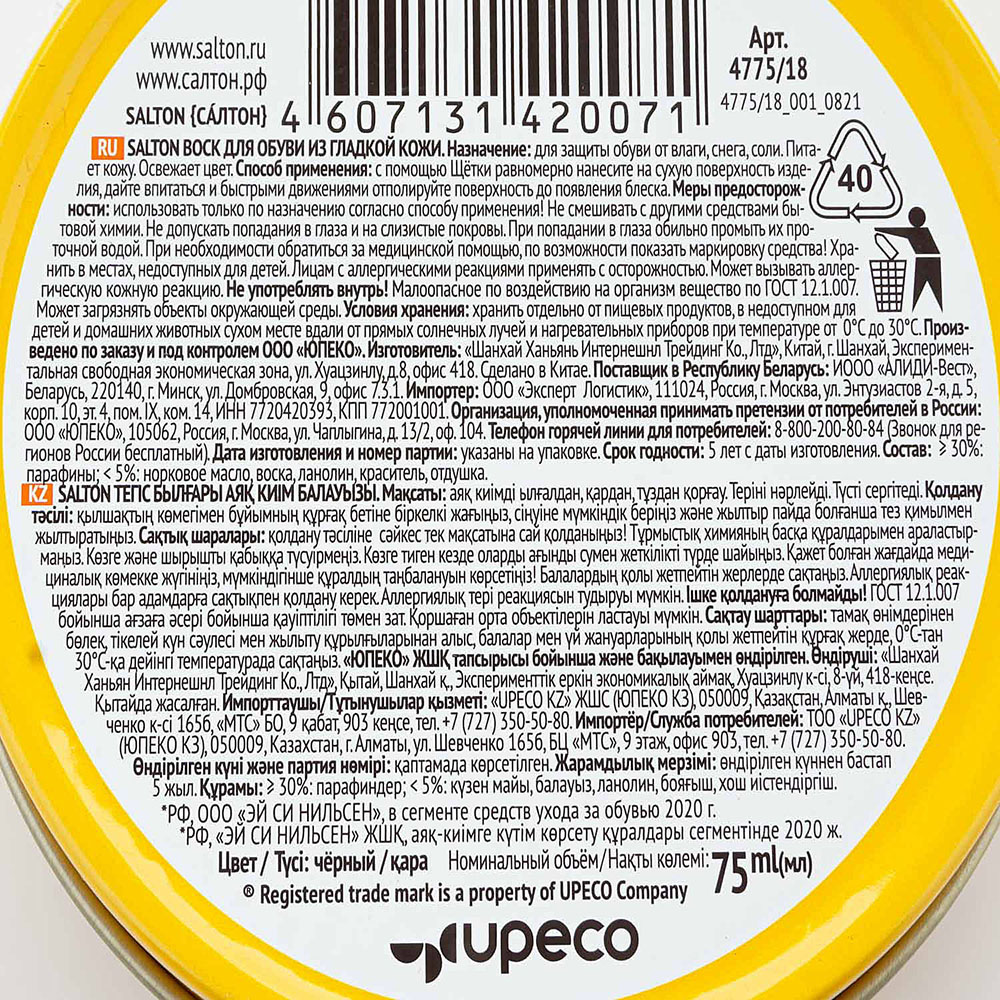 www.salton.ru
www.салтон.рф
SALTON {СА́ЛТОН}
4 607131 420071
Арт.
4775/18
4775/18_001_0821
40
RU SALTON ВОСК ДЛЯ ОБУВИ ИЗ ГЛАДКОЙ КОЖИ. Назначение: для защиты обуви от влаги, снега, соли. Пита-
ет кожу. Освежает цвет. Способ применения: с помощью Щётки равномерно нанесите на сухую поверхность изде-
лия, дайте впитаться и быстрыми движениями отполируйте поверхность до появления блеска. Меры предосторож-
ности: использовать только по назначению согласно способу применения! Не смешивать с другими средствами бы-
товой химии. Не допускать попадания в глаза и на слизистые покровы. При попадании в глаза обильно промыть их про-
точной водой. При необходимости обратиться за медицинской помощью, по возможности показать маркировку средства! Хра-
нить в местах, недоступных для детей. Лицам с аллергическими реакциями применять с осторожностью. Может вызывать аллер-
гическую кожную реакцию. Не употреблять внутрь! Малоопасное по воздействию на организм вещество по ГОСТ 12.1.007.
Может загрязнять объекты окружающей среды. Условия хранения: хранить отдельно от пищевых продуктов, в недоступном для
детей и домашних животных сухом месте вдали от прямых солнечных лучей и нагревательных приборов при температуре от 0°С до 30°С. Произ-
ведено по заказу и под контролем ООО «ЮПЕКО». Изготовитель: «Шанхай Ханьянь Интернешнл Трейдинг Ко., Лтд», Китай, г. Шанхай, Эксперимен-
тальная свободная экономическая зона, ул. Хуацзинлу, д.8, офис 418. Сделано в Китае. Поставщик в Республику Беларусь: ИООО «АЛИДИ-Вест»,
Беларусь, 220140, г. Минск, ул. Домбровская, 9, офис 7.3.1. Импортер: ООО «Эксперт Логистик», 111024, Россия, г. Москва, ул. Энтузиастов 2-я, д. 5,
корп. 10, эт. 4, пом. IX, ком. 14, ИНН 7720420393, КПП 772001001. Организация, уполномоченная принимать претензии от потребителей в России:
ООО «ЮПЕКО», 105062, Россия, г. Москва, ул. Чаплыгина, д. 13/2, оф. 104. Телефон горячей линии для потребителей: 8-800-200-80-84 (Звонок для ре-
гионов России бесплатный). Дата изготовления и номер партии: указаны на упаковке. Срок годности: 5 лет с даты изготовления. Состав: ≥ 30%:
парафины; < 5%: норковое масло, воска, ланолин, краситель, отдушка.
KZ SALTON ТЕГІС БЫЛҒАРЫ АЯҚ КИІМ БАЛАУЫЗЫ. Мақсаты: аяқ киімді ылғалдан, қардан, тұздан қорғау. Теріні нәрлейді. Түсті сергітеді. Қолдану
тәсілі: қылшақтың көмегімен бұйымның құрғақ бетіне біркелкі жағыңыз, сіңуіне мүмкіндік беріңіз және жылтыр пайда болғанша тез қимылмен
жылтыратыңыз. Сақтық шаралары: қолдану тәсіліне сәйкес тек мақсатына сай қолданыңыз! Тұрмыстық химияның басқа құралдарымен араластыр-
маңыз. Көзге және шырышты қабыққа түсуірмеңіз. Көзге тиген кезде оларды ағынды сумен жеткілікті түрде шайыңыз. Қажет болған жағдайда меди-
циналық көмекке жүгініңіз, мүмкіндігінше құралдың таңбалануын көрсетіңіз! Балалардың қолы жетпейтін жерлерде сақтаңыз. Аллергиялық реак-
циялары бар адамдарға сақтықпен қолдану керек. Аллергиялық тері реакциясын тудыруы мүмкін. Ішке қолдануға болмайды! ГОСТ 12.1.007
бойынша ағзаға әсері бойынша қауіптілігі төмен зат. Қоршаған орта объектілерін ластауы мүмкін. Сақтау шарттары: тамақ өнімдерінен
бөлек, тікелей күн сәулесі мен жылыту құрылғыларынан алыс, балалар мен үй жануарларының қолы жетпейтін құрғақ жерде, 0°С-тан
30°С-қа дейінгі температурада сақтаңыз. «ЮПЕКО» ЖШҚ тапсырысы бойынша және бақылауымен өндірілген. Өндіруші: «Шанхай
Ханьян Интернешнл Трейдинг Ко., Лтд», Қытай, Шанхай қ., Эксперименттік еркін экономикалық аймақ, Хуацзинлу к-сі, 8-үй, 418-кеңсе.
Қытайда жасалған. Импорттаушы/Тұтынушылар қызметі: «UPECO KZ» ЖШС (ЮПЕКО КЗ), 050009, Қазақстан, Алматы қ., Шев-
ченко к-сі 165б, «МТС» БО, 9 қабат, 903 кеңсе, тел. +7 (727) 350-50-80. Импортёр/Служба потребителей: ТОО «UPECO KZ»
(ЮПЕКО КЗ), 050009, Казахстан, г. Алматы, ул. Шевченко 165б, БЦ «МТС», 9 этаж, офис 903, тел. +7 (727) 350-50-80.
Өндірілген күні және партия нөмірі: қаптамада көрсетілген. Жарамдылық мерзімі: өндірілген күннен бастап
5 жыл. Құрамы: ≥ 30%: парафиндер; < 5%: күзен майы, балауыз, ланолин, бояғыш, хош иістендіргіш.
*РФ, ООО «ЭЙ СИ НИЛЬСЕН», в сегменте средств ухода за обувью 2020 г.
*РФ, «ЭЙ СИ НИЛЬСЕН» ЖШҚ, аяк-киімге күтім көрсету құралдары сегментінде 2020 ж.
Цвет / Түсі: чёрный / қара Номинальный объём/Нақты көлемі: 75 ml(мл)
® Registered trade mark is a property of UPECO Company
upeco